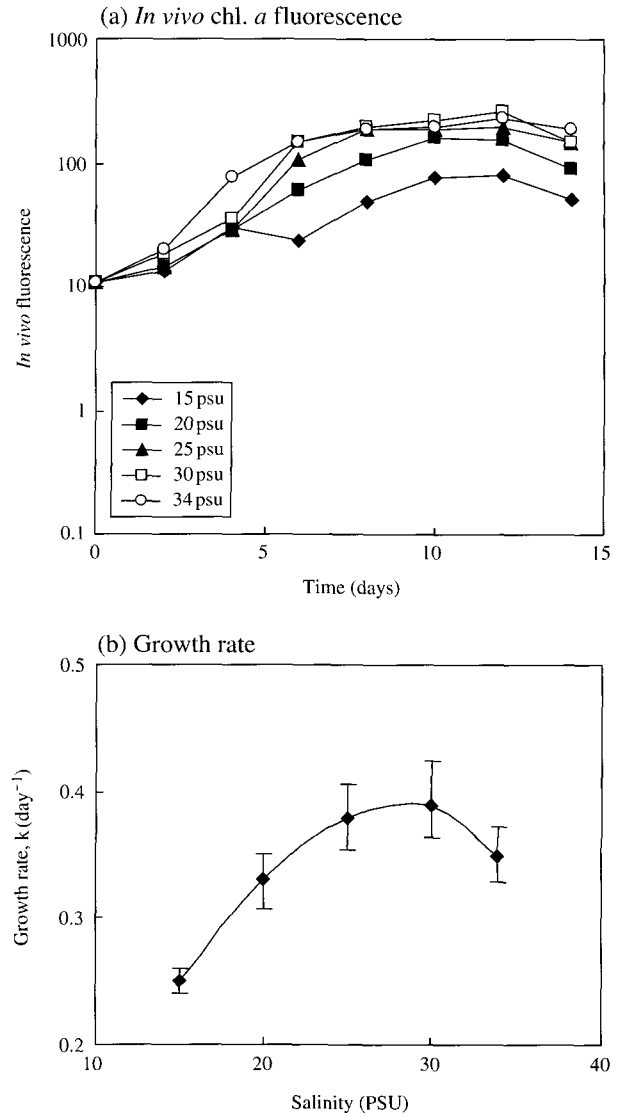 (a) In vivo chl. a fluorescence
1000
100
10
1
0.1
In vivo fluorescence
15 psu
20 psu
25 psu
30 psu
34 psu
0 5 10 15
Time (days)
(b) Growth rate
0.5
0.4
0.3
0.2
Growth rate, k (day⁻¹)
10 20 30 40
Salinity (PSU)